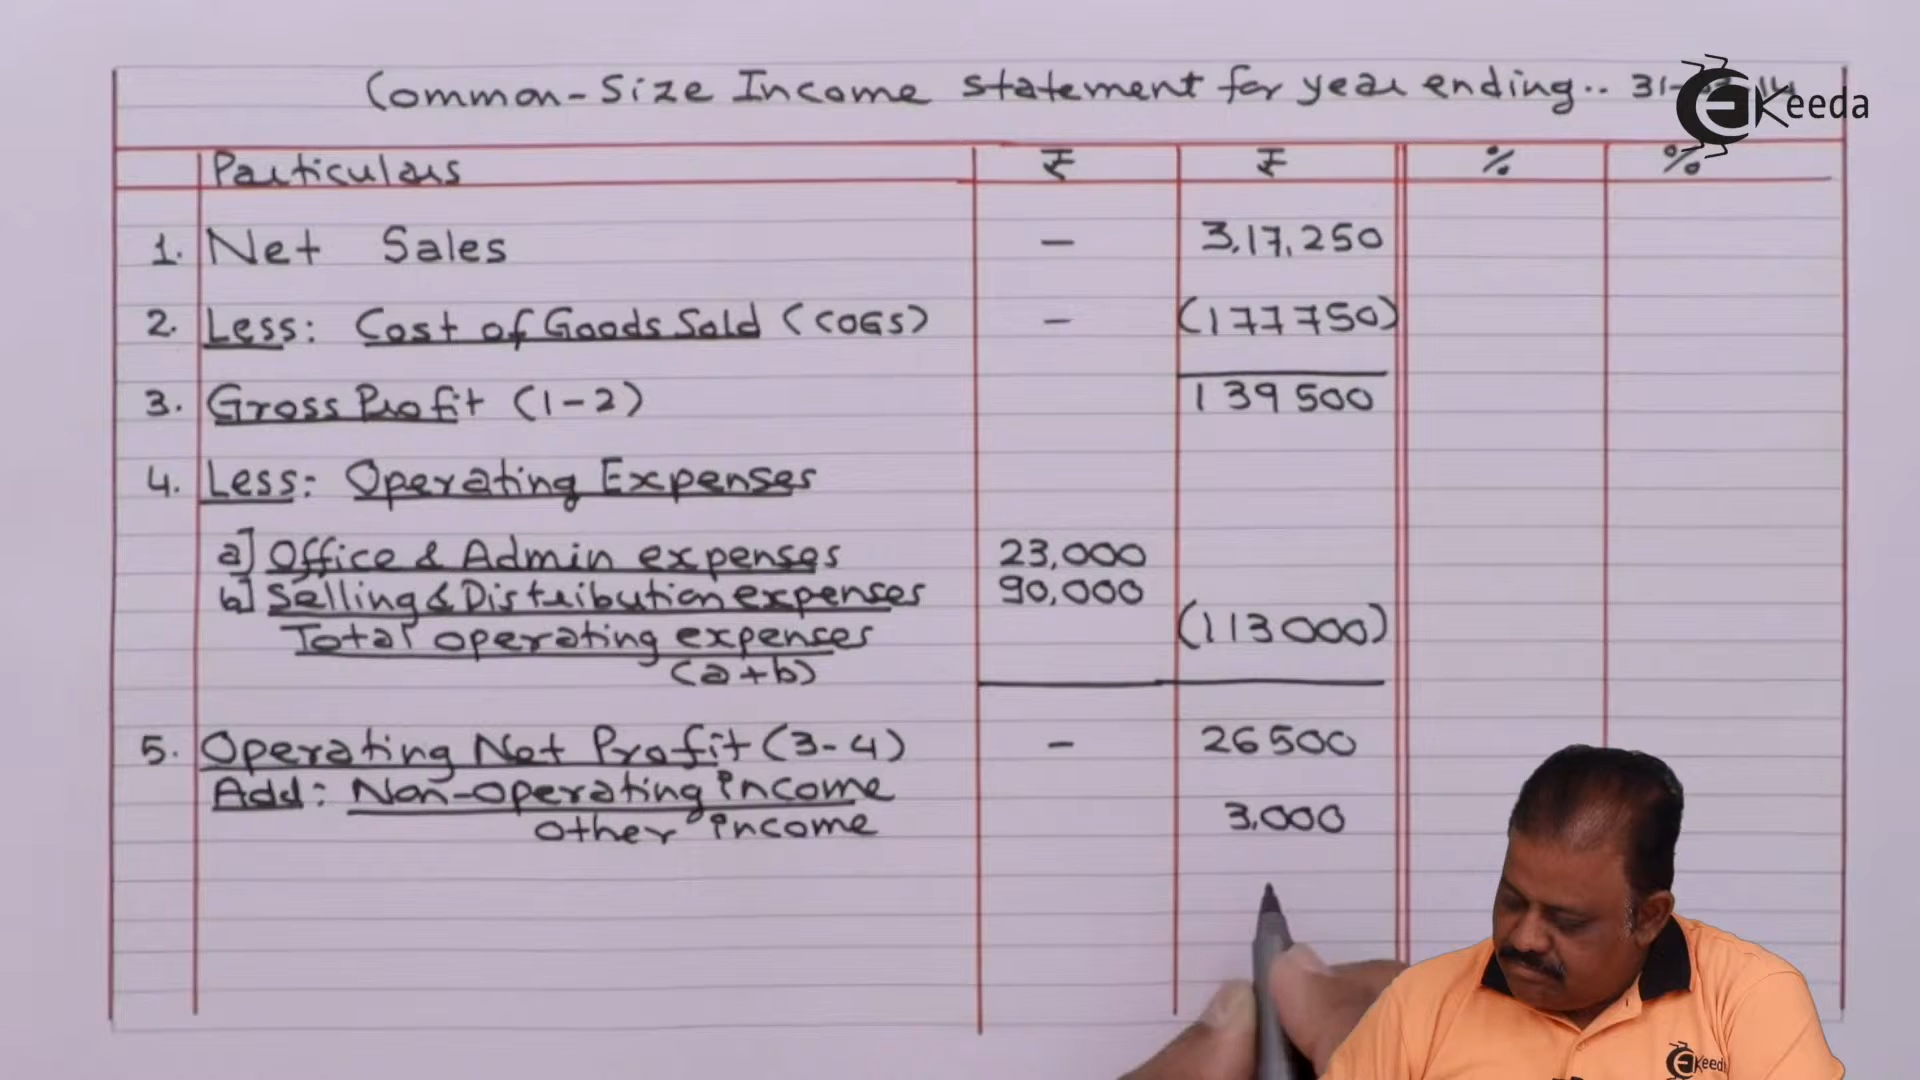 Common-Size Income Statement for year ending.. 31-
Keeda
Particulars ₹ ₹ % %
1. Net Sales - 3,17,250
2. Less: Cost of Goods Sold (COGS) - (177750)
3. Gross Profit (1-2) 139500
4. Less: Operating Expenses
a] Office & Admin expenses 23,000
b] Selling & Distribution expenses 90,000
Total operating expenses (113000)
(a+b)
5. Operating Net Profit (3-4) - 26500
Add: Non-operating income
Other income 3,000
Keeda